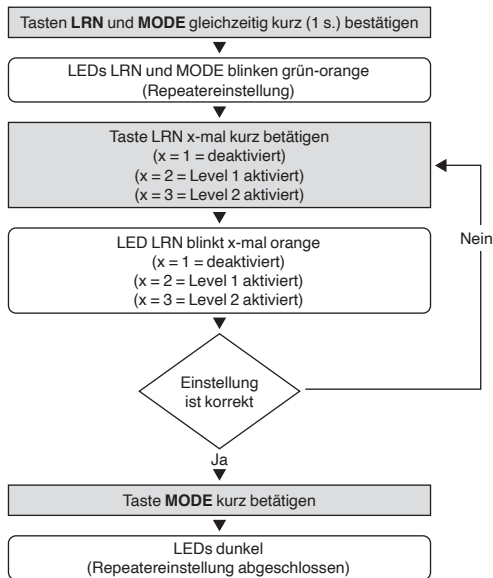 Tasten LRN und MODE gleichzeitig kurz (1 s.) bestätigen
LEDs LRN und MODE blinken grün-orange
(Repeatereinstellung)
Taste LRN x-mal kurz betätigen
(x = 1 = deaktiviert)
(x = 2 = Level 1 aktiviert)
(x = 3 = Level 2 aktiviert)
LED LRN blinkt x-mal orange
(x = 1 = deaktiviert)
(x = 2 = Level 1 aktiviert)
(x = 3 = Level 2 aktiviert)
Nein
Einstellung
ist korrekt
Ja
Taste MODE kurz betätigen
LEDs dunkel
(Repeatereinstellung abgeschlossen)